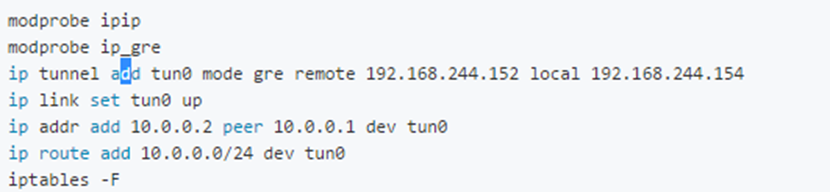 modprobe ipip
modprobe ip_gre
ip tunnel add tun0 mode gre remote 192.168.244.152 local 192.168.244.154
ip link set tun0 up
ip addr add 10.0.0.2 peer 10.0.0.1 dev tun0
ip route add 10.0.0.0/24 dev tun0
iptables -F